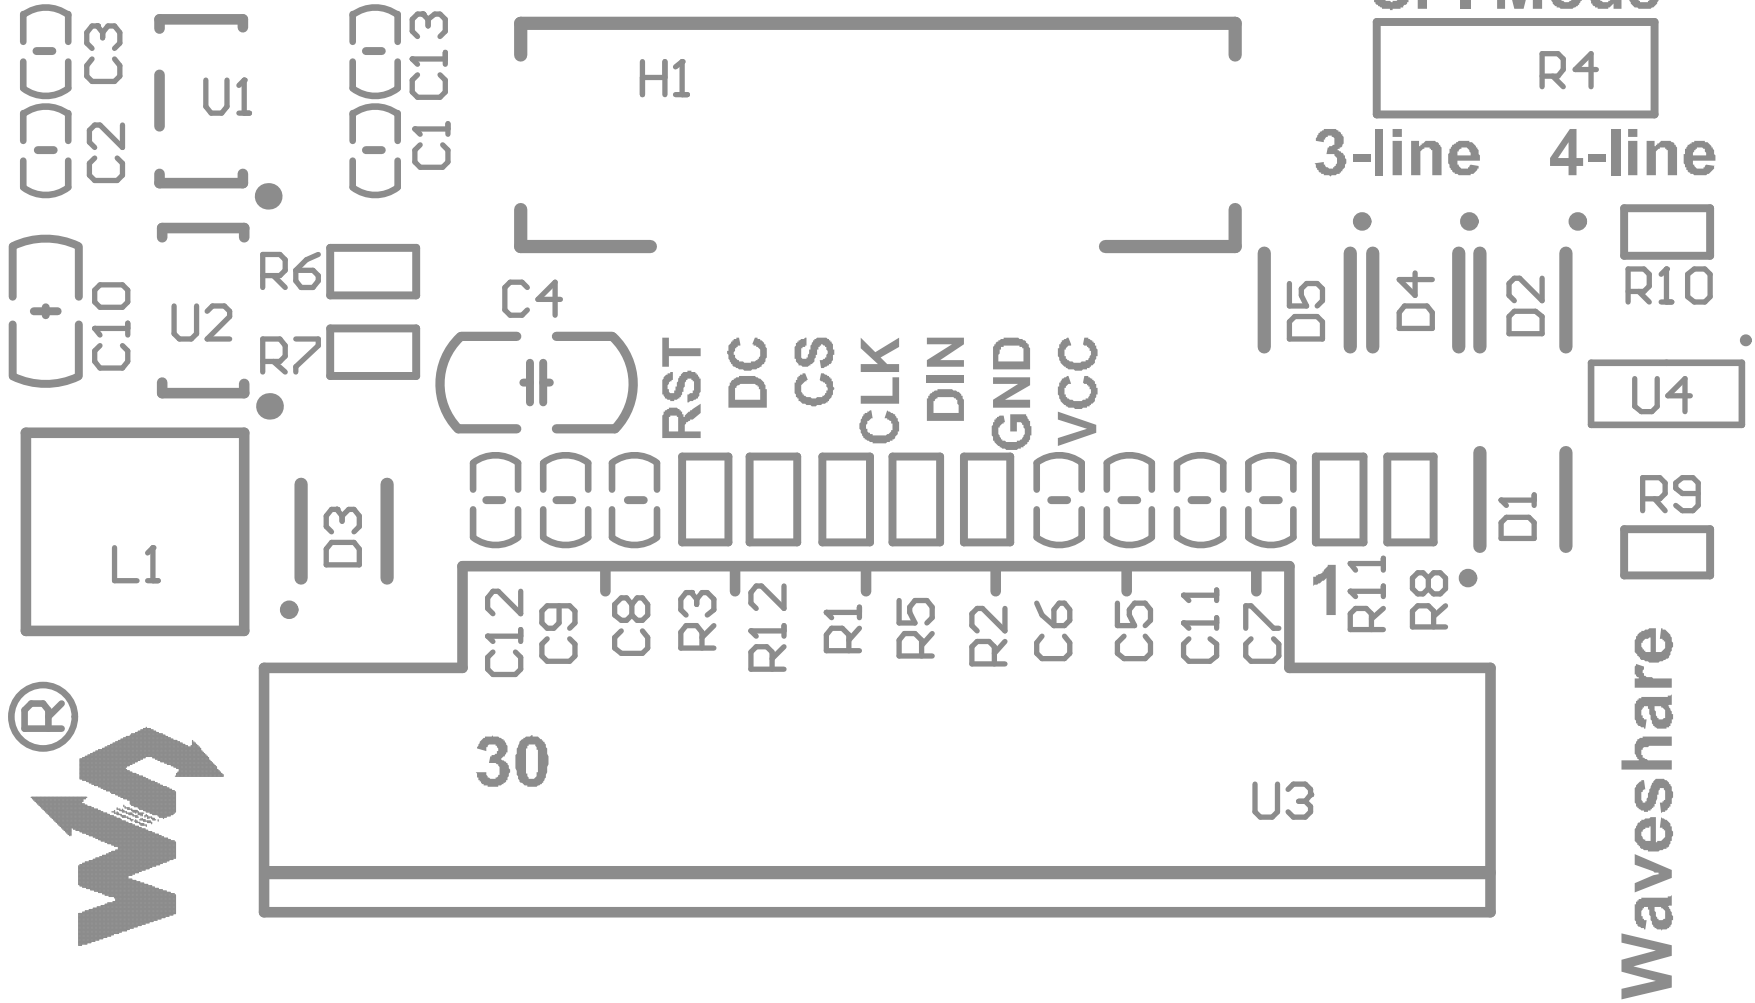 SPI Mode
C3
U1
C13
H1
R4
C2
C1
3-line 4-line
R6
C10
U2
R7
C4
D5
D4
D2
R10
RST
DC
CS
CLK
DIN
GND
VCC
U4
L1
D3
D1
R9
C12
C9
C8
R3
R12
R1
R5
R2
C6
C5
C11
C7
1
R11
R8
®
30
U3
Waveshare